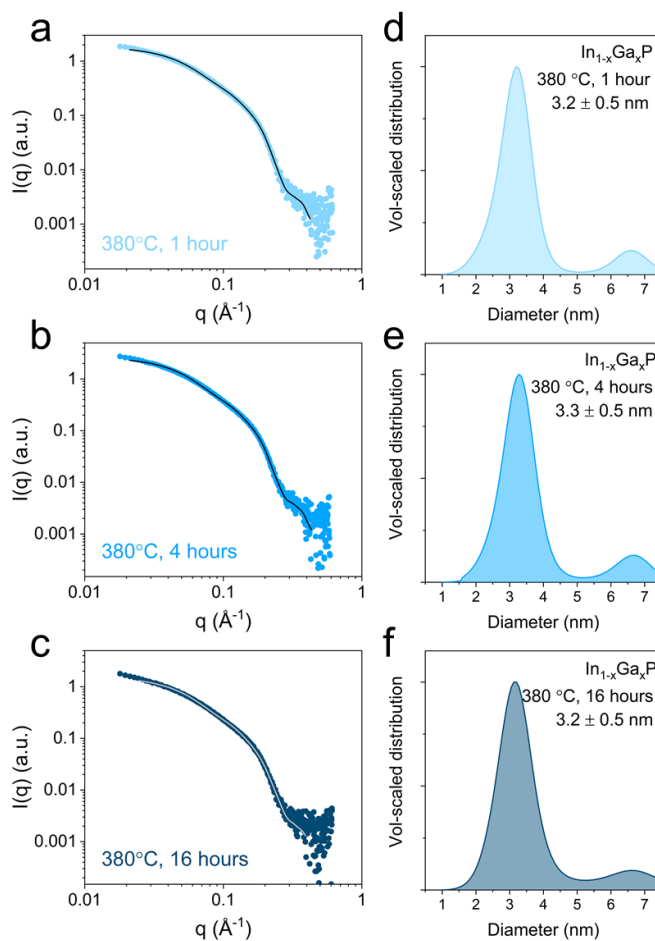 a
I(q) (a.u.)
1
0.1
0.01
0.001
380°C, 1 hour
0.01
0.1
1
q (Å⁻¹)
d
Vol-scaled distribution
In₁₋ₓGaₓP
380 °C, 1 hour
3.2 ± 0.5 nm
1 2 3 4 5 6 7
Diameter (nm)
b
I(q) (a.u.)
1
0.1
0.01
0.001
380°C, 4 hours
0.01
0.1
1
q (Å⁻¹)
e
Vol-scaled distribution
In₁₋ₓGaₓP
380 °C, 4 hours
3.3 ± 0.5 nm
1 2 3 4 5 6 7
Diameter (nm)
c
I(q) (a.u.)
1
0.1
0.01
0.001
380°C, 16 hours
0.01
0.1
1
q (Å⁻¹)
f
Vol-scaled distribution
In₁₋ₓGaₓP
380 °C, 16 hours
3.2 ± 0.5 nm
1 2 3 4 5 6 7
Diameter (nm)